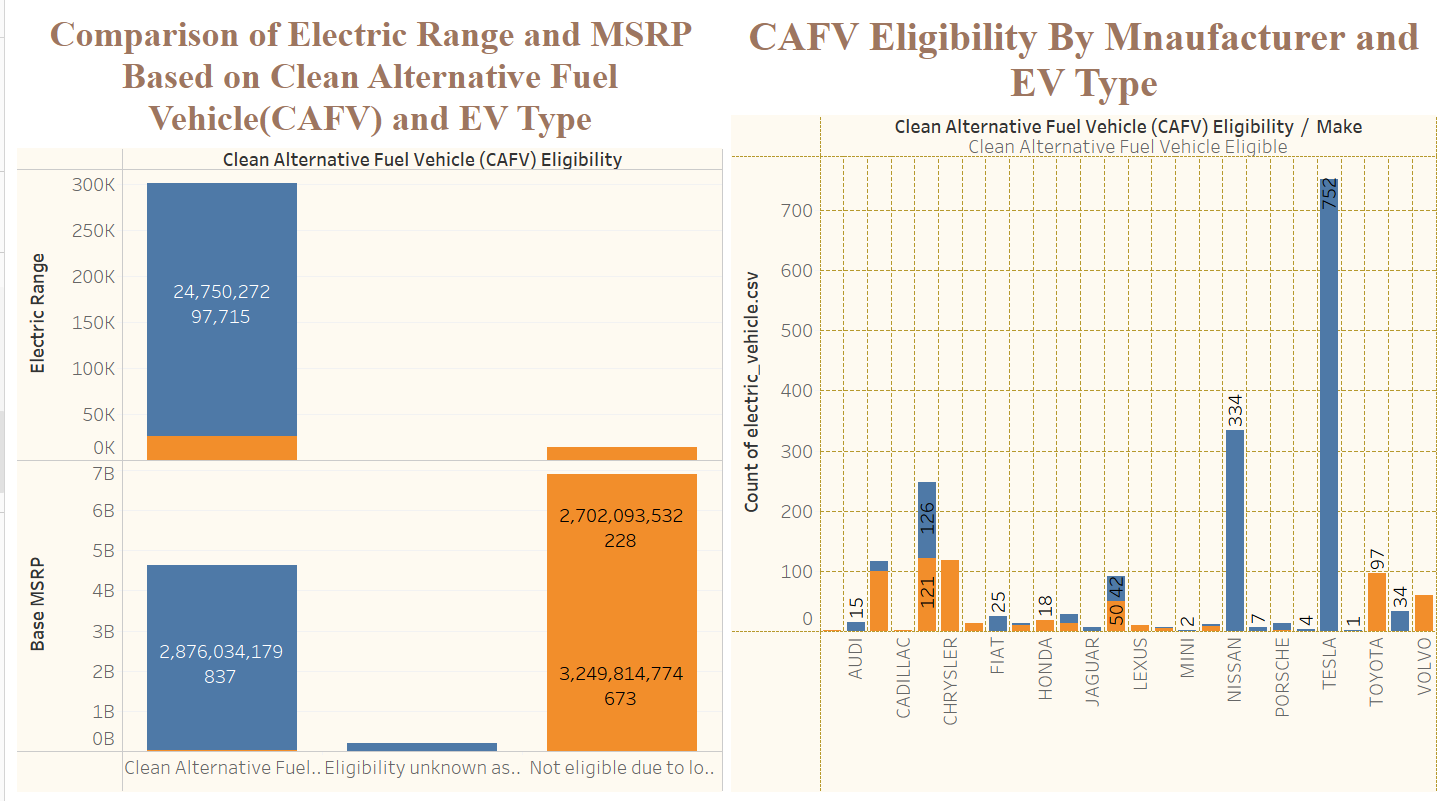 Comparison of Electric Range and MSRP
Based on Clean Alternative Fuel
Vehicle(CAFV) and EV Type
Clean Alternative Fuel Vehicle (CAFV) Eligibility
Electric Range
300K
250K
200K
150K
100K
50K
0K
24,750,272
97,715
Base MSRP
7B
6B
5B
4B
3B
2B
1B
0B
2,876,034,179
837
2,702,093,532
228
3,249,814,774
673
Clean Alternative Fuel..
Eligibility unknown as..
Not eligible due to lo..
CAFV Eligibility By Mnaufacturer and
EV Type
Clean Alternative Fuel Vehicle (CAFV) Eligibility / Make
Clean Alternative Fuel Vehicle Eligible
Count of electric_vehicle.csv
700
600
500
400
300
200
100
0
15
126
121
25
18
42
50
2
334
7
4
752
1
97
34
AUDI
CADILLAC
CHRYSLER
FIAT
HONDA
JAGUAR
LEXUS
MINI
NISSAN
PORSCHE
TESLA
TOYOTA
VOLVO